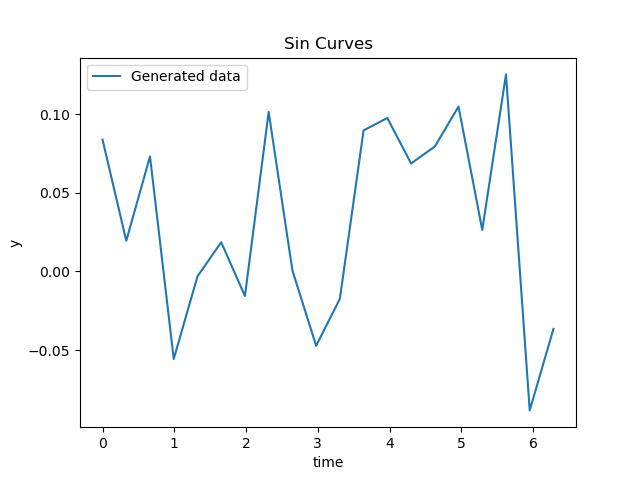 Sin Curves
Generated data
0.10
0.05
0.00
−0.05
y
0 1 2 3 4 5 6
time